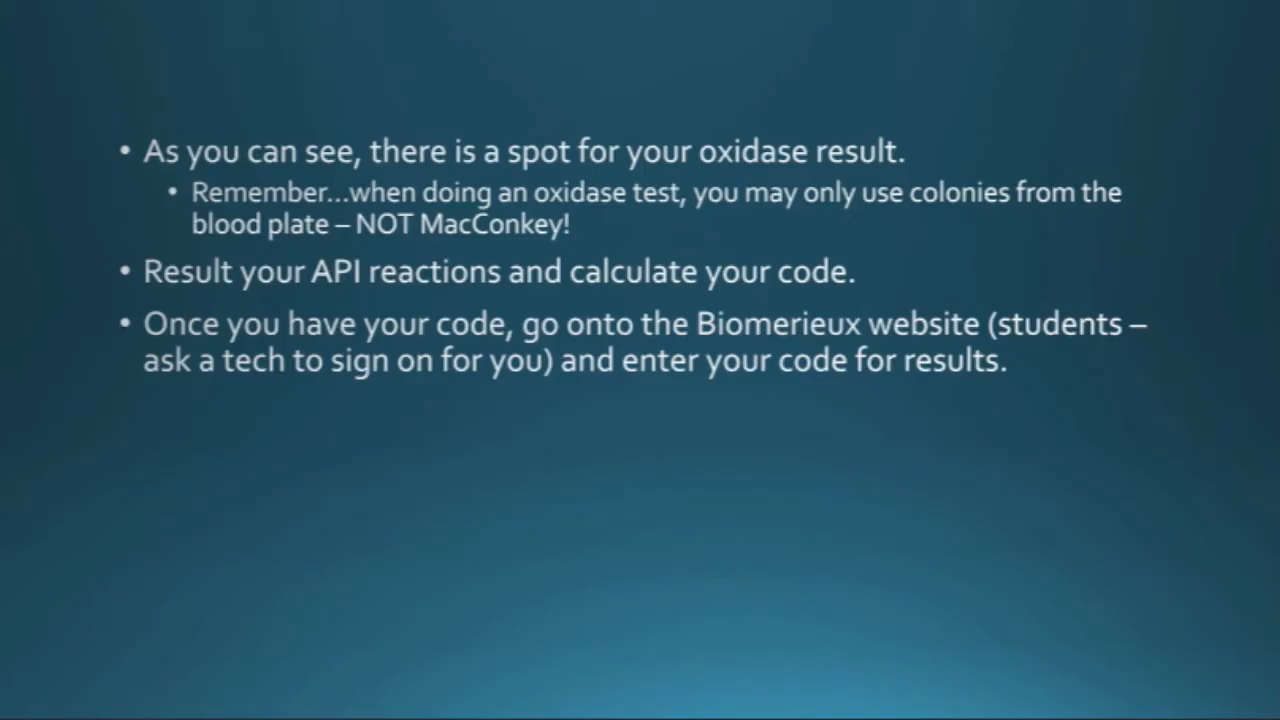 • As you can see, there is a spot for your oxidase result.
• Remember...when doing an oxidase test, you may only use colonies from the
blood plate – NOT MacConkey!
• Result your API reactions and calculate your code.
• Once you have your code, go onto the Biomerieux website (students –
ask a tech to sign on for you) and enter your code for results.